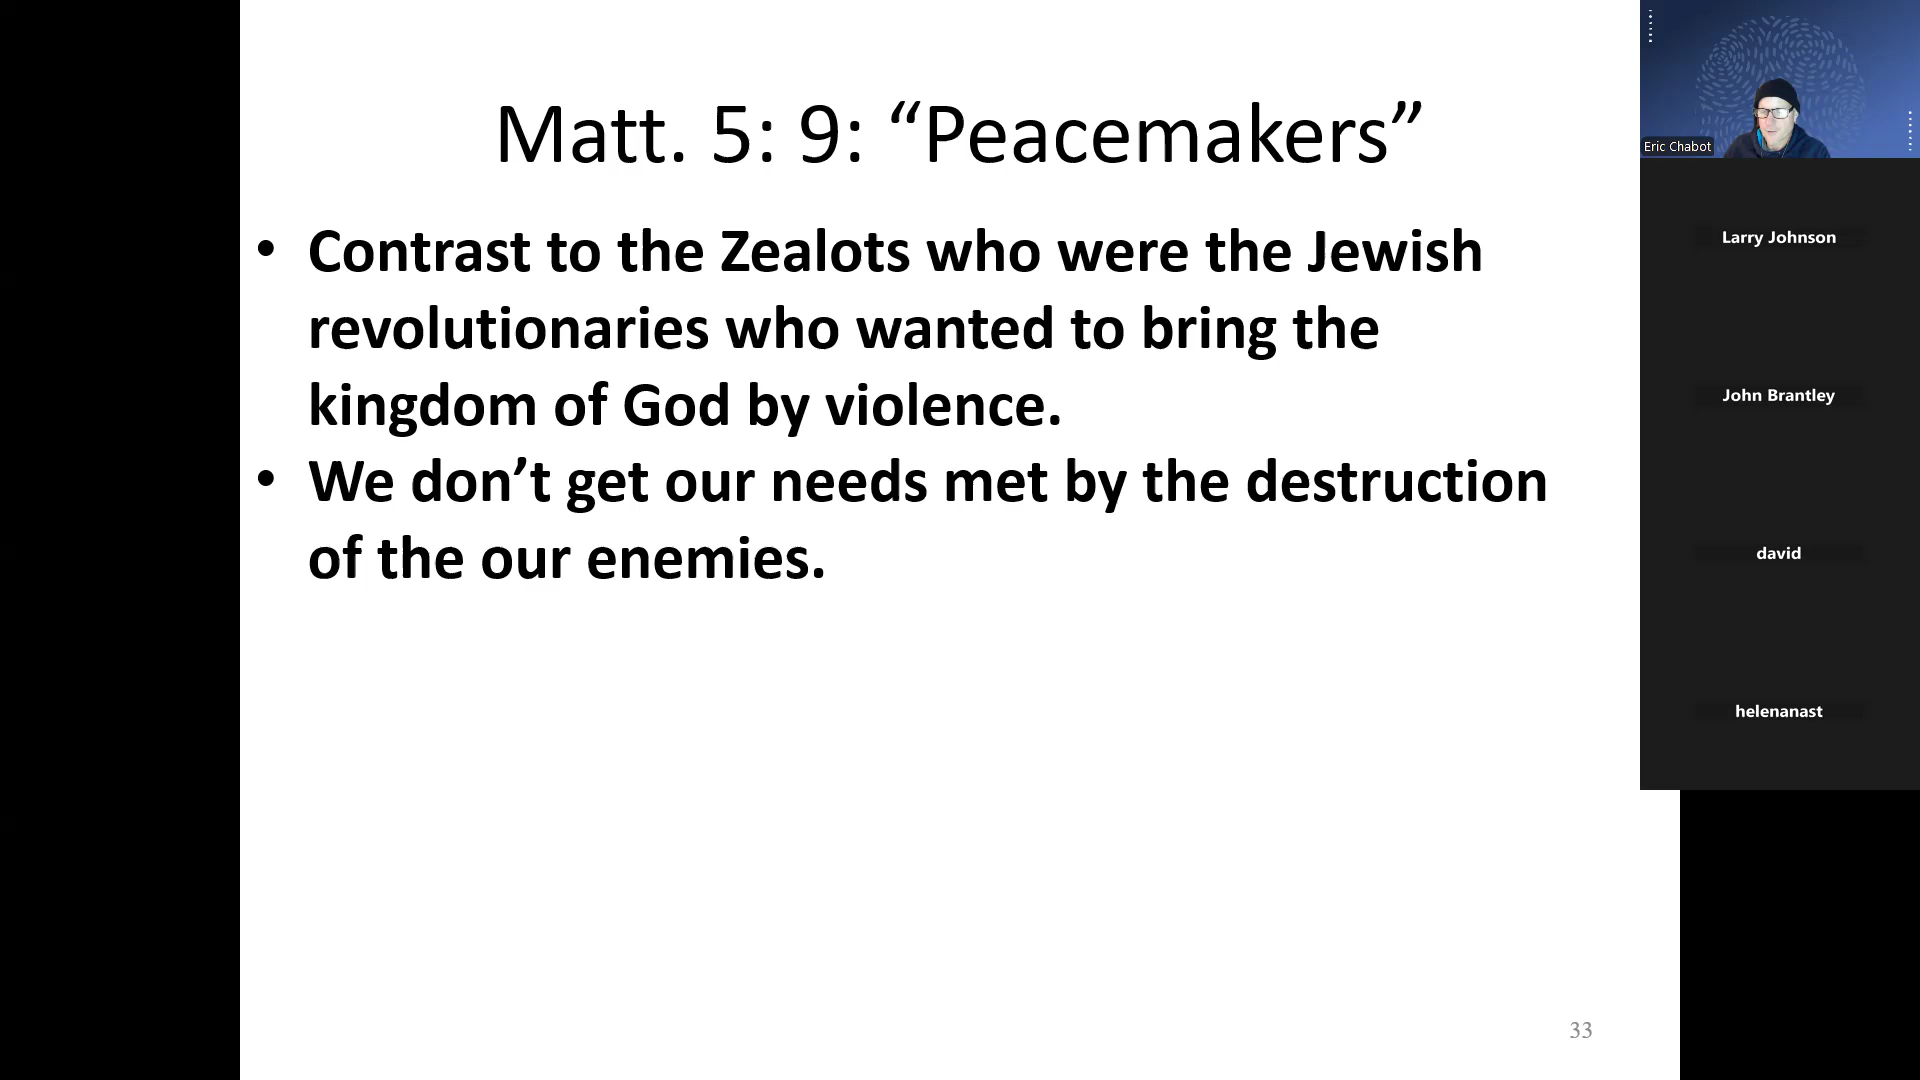 Matt. 5: 9: “Peacemakers”
• Contrast to the Zealots who were the Jewish
revolutionaries who wanted to bring the
kingdom of God by violence.
• We don’t get our needs met by the destruction
of the our enemies.
33
Eric Chabot
Larry Johnson
John Brantley
david
helenanast